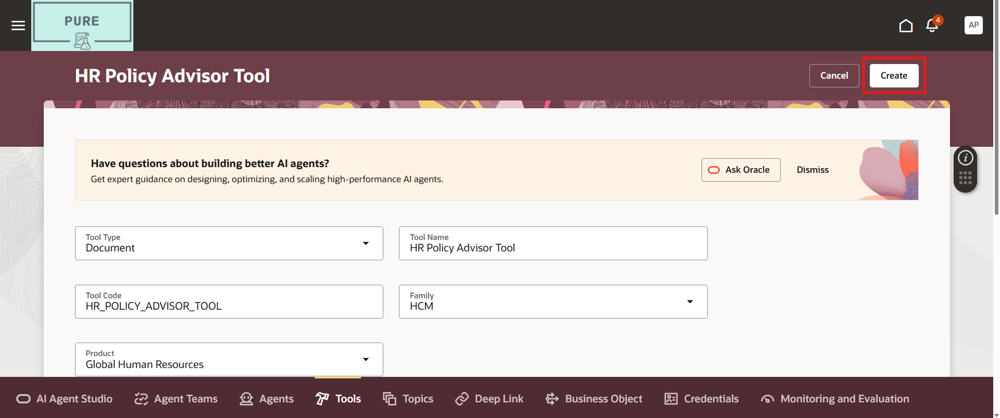 PURE
4
AP
HR Policy Advisor Tool
Cancel
Create
Have questions about building better AI agents?
Get expert guidance on designing, optimizing, and scaling high-performance AI agents.
Ask Oracle
Dismiss
i
Tool Type
Document
Tool Name
HR Policy Advisor Tool
Tool Code
HR_POLICY_ADVISOR_TOOL
Family
HCM
Product
Global Human Resources
AI Agent Studio
Agent Teams
Agents
Tools
Topics
Deep Link
Business Object
Credentials
Monitoring and Evaluation